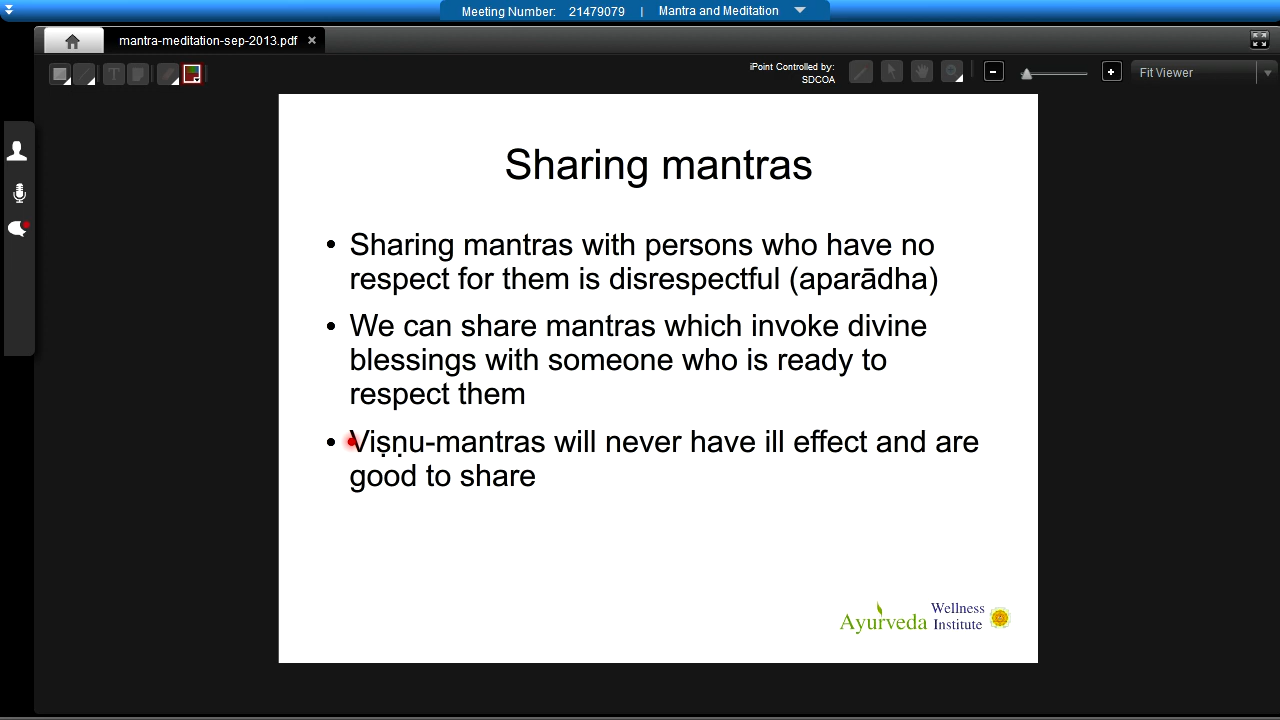 Meeting Number: 21479079 | Mantra and Meditation
mantra-meditation-sep-2013.pdf ×
iPoint Controlled by:
SDCOA
Fit Viewer
T
Sharing mantras
• Sharing mantras with persons who have no
respect for them is disrespectful (aparādha)
• We can share mantras which invoke divine
blessings with someone who is ready to
respect them
• Viṣṇu-mantras will never have ill effect and are
good to share
Ayurveda Wellness
Institute